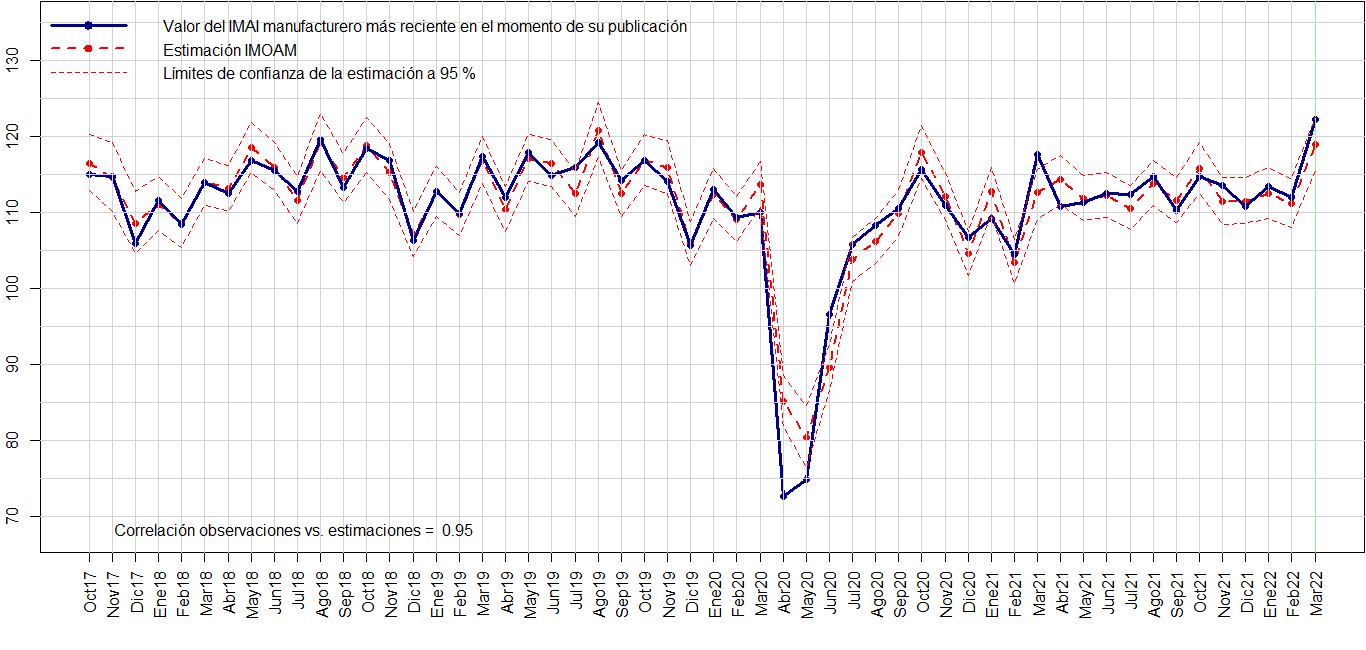 Valor del IMAI manufacturero más reciente en el momento de su publicación
Estimación IMOAM
Límites de confianza de la estimación a 95 %
130
120
110
100
90
80
70
Correlación observaciones vs. estimaciones = 0.95
Oct17 Nov17 Dic17 Ene18 Feb18 Mar18 Abr18 May18 Jun18 Jul18 Ago18 Sep18 Oct18 Nov18 Dic18 Ene19 Feb19 Mar19 Abr19 May19 Jun19 Jul19 Ago19 Sep19 Oct19 Nov19 Dic19 Ene20 Feb20 Mar20 Abr20 May20 Jun20 Jul20 Ago20 Sep20 Oct20 Nov20 Dic20 Ene21 Feb21 Mar21 Abr21 May21 Jun21 Jul21 Ago21 Sep21 Oct21 Nov21 Dic21 Ene22 Feb22 Mar22